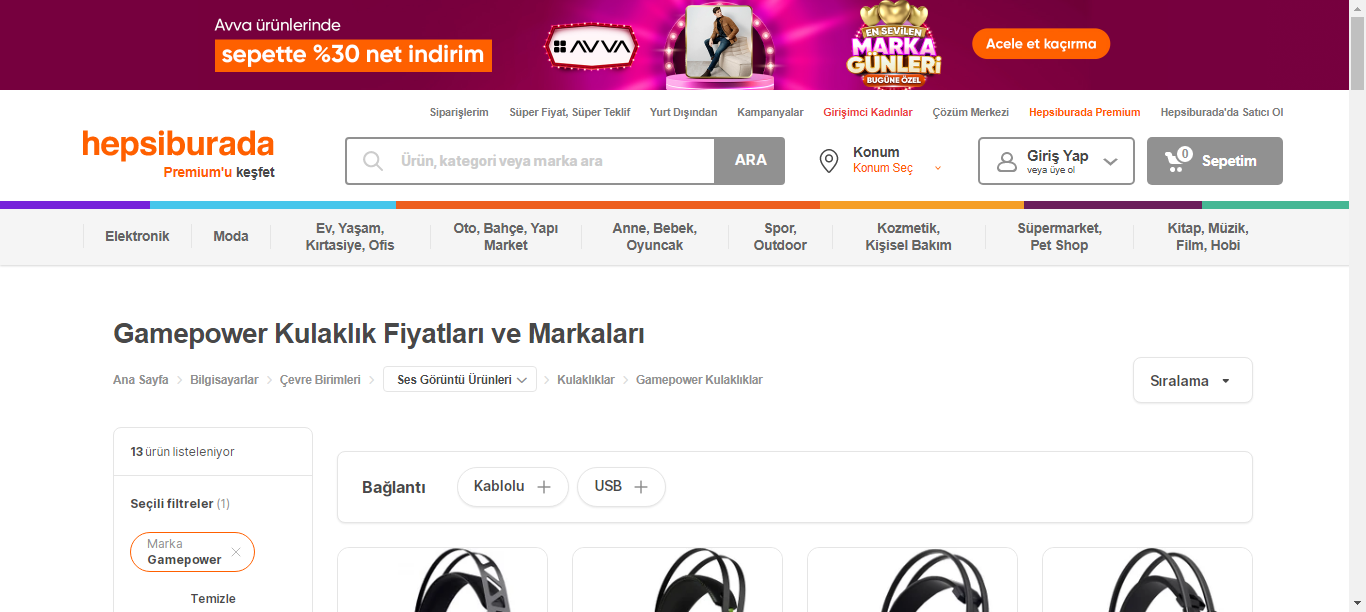 Avva ürünlerinde
sepette %30 net indirim
AVVA
EN SEVİLEN
MARKA
GÜNLERİ
BUGÜNE ÖZEL
Acele et kaçırma
Siparişlerim
Süper Fiyat, Süper Teklif
Yurt Dışından
Kampanyalar
Girişimci Kadınlar
Çözüm Merkezi
Hepsiburada Premium
Hepsiburada'da Satıcı Ol
hepsiburada
Premium'u keşfet
Ürün, kategori veya marka ara
ARA
Konum
Konum Seç
Giriş Yap
veya üye ol
0
Sepetim
Elektronik
Moda
Ev, Yaşam,
Kırtasiye, Ofis
Oto, Bahçe, Yapı
Market
Anne, Bebek,
Oyuncak
Spor,
Outdoor
Kozmetik,
Kişisel Bakım
Süpermarket,
Pet Shop
Kitap, Müzik,
Film, Hobi
Gamepower Kulaklık Fiyatları ve Markaları
Ana Sayfa
Bilgisayarlar
Çevre Birimleri
Ses Görüntü Ürünleri
Kulaklıklar
Gamepower Kulaklıklar
Sıralama
13 ürün listeleniyor
Seçili filtreler (1)
Marka
Gamepower
Temizle
Bağlantı
Kablolu
USB